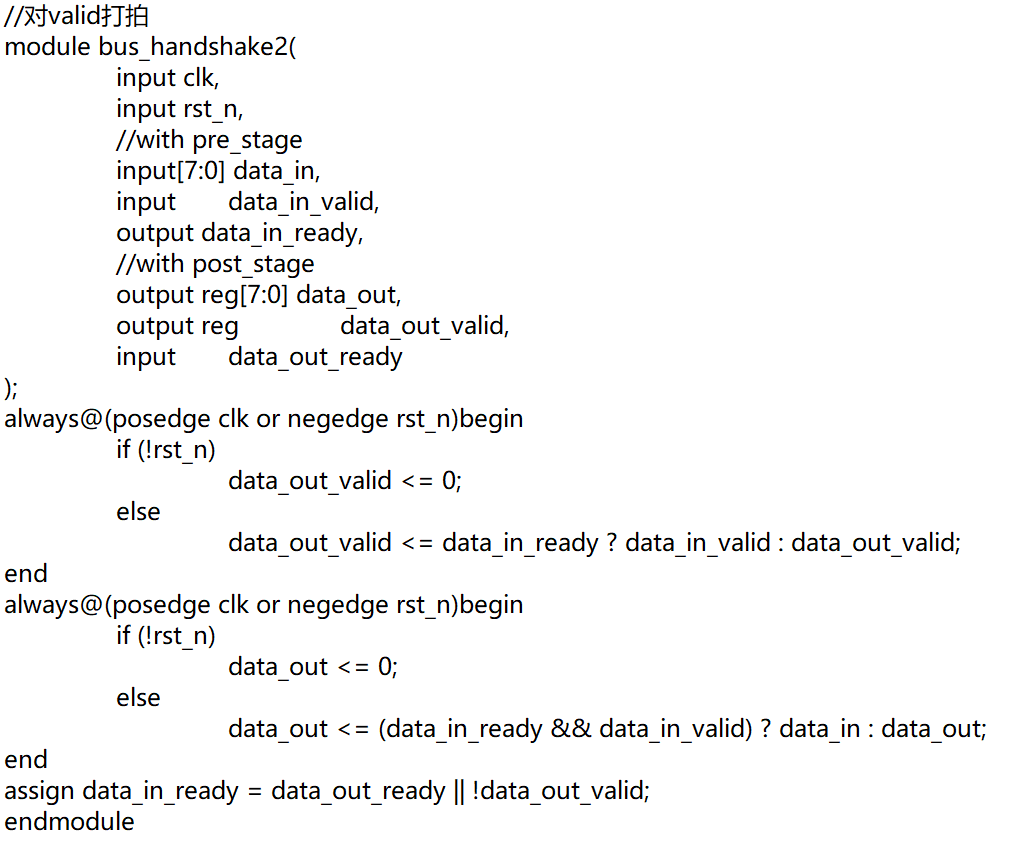 //对valid打拍
module bus_handshake2(
input clk,
input rst_n,
//with pre_stage
input[7:0] data_in,
input data_in_valid,
output data_in_ready,
//with post_stage
output reg[7:0] data_out,
output reg data_out_valid,
input data_out_ready
);
always@(posedge clk or negedge rst_n)begin
if (!rst_n)
data_out_valid <= 0;
else
data_out_valid <= data_in_ready ? data_in_valid : data_out_valid;
end
always@(posedge clk or negedge rst_n)begin
if (!rst_n)
data_out <= 0;
else
data_out <= (data_in_ready && data_in_valid) ? data_in : data_out;
end
assign data_in_ready = data_out_ready || !data_out_valid;
endmodule